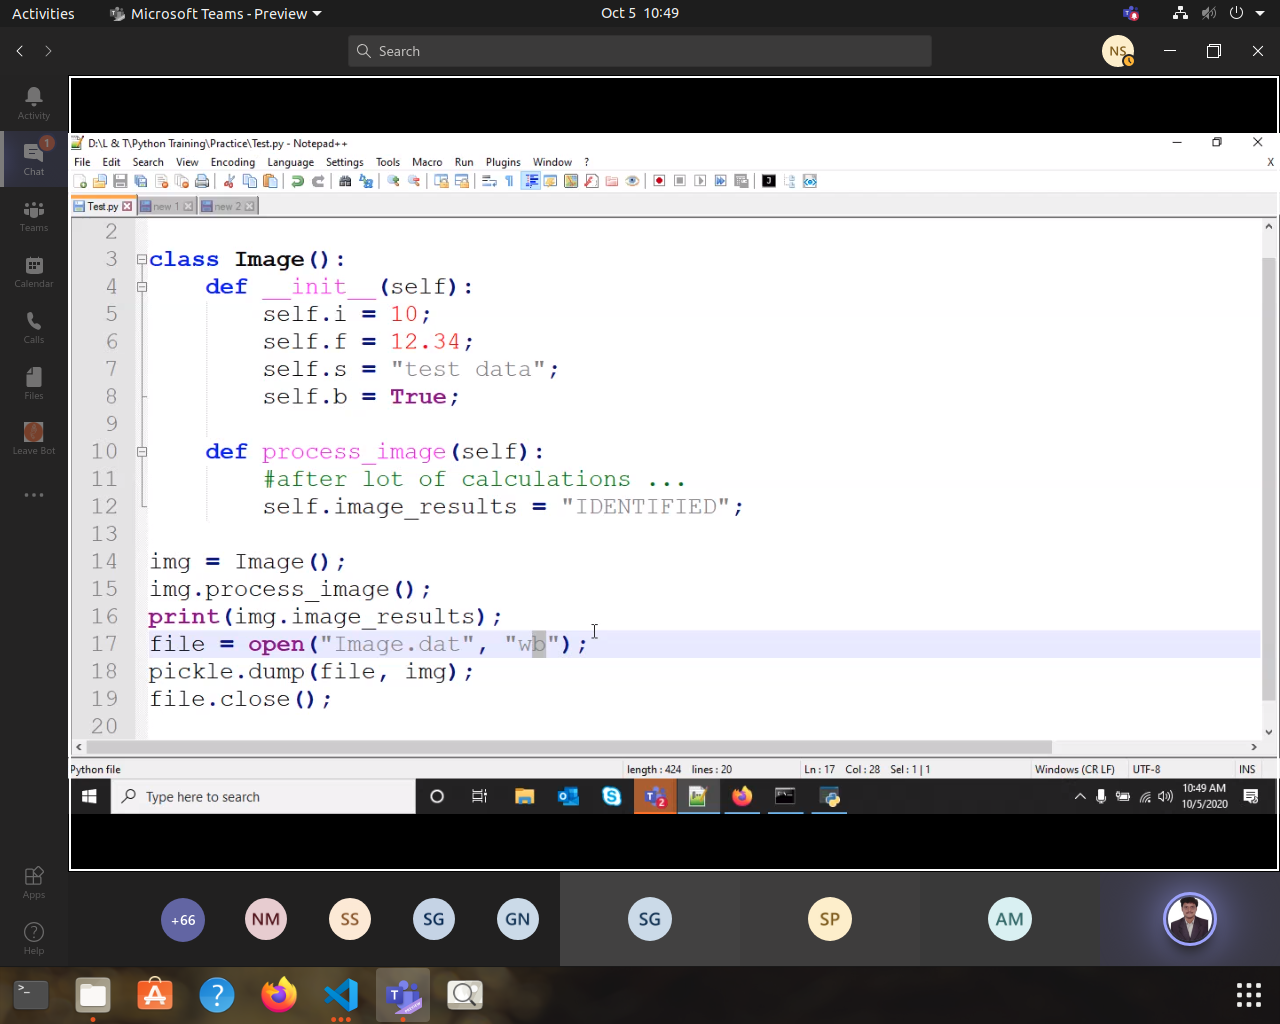 Activities Microsoft Teams - Preview Oct 5 10:49
Search NS
Activity
Chat 1
Teams
Calendar
Calls
Files
Leave Bot
Apps
Help
D:\L & T\Python Training\Practice\Test.py - Notepad++
File Edit Search View Encoding Language Settings Tools Macro Run Plugins Window ? X
Test.py new 1 new 2
2
3 class Image():
4 def __init__(self):
5 self.i = 10;
6 self.f = 12.34;
7 self.s = "test data";
8 self.b = True;
9
10 def process_image(self):
11 #after lot of calculations ...
12 self.image_results = "IDENTIFIED";
13
14 img = Image();
15 img.process_image();
16 print(img.image_results);
17 file = open("Image.dat", "wb");
18 pickle.dump(file, img);
19 file.close();
20
Python file length : 424 lines : 20 Ln : 17 Col : 28 Sel : 1 | 1 Windows (CR LF) UTF-8 INS
Type here to search 2 10:49 AM
10/5/2020
+66 NM SS SG GN SG SP AM